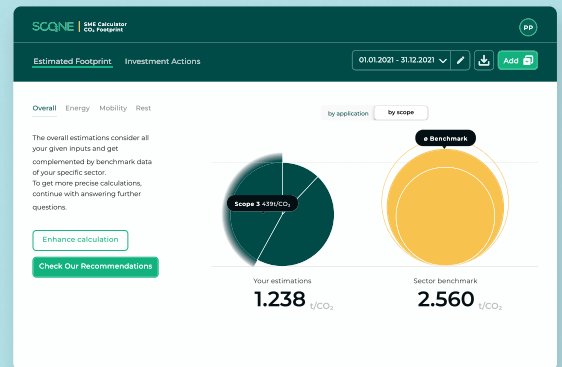 SCONE
SME Calculator
CO₂ Footprint
PP
Estimated Footprint
Investment Actions
01.01.2021 - 31.12.2021
Add
Overall
Energy
Mobility
Rest
by application
by scope
The overall estimations consider all
your given inputs and get
complemented by benchmark data
of your specific sector.
To get more precise calculations,
continue with answering further
questions.
Enhance calculation
Check Our Recommendations
Scope 3 439t/CO₂
ø Benchmark
Your estimations
1.238 t/CO₂
Sector benchmark
2.560 t/CO₂